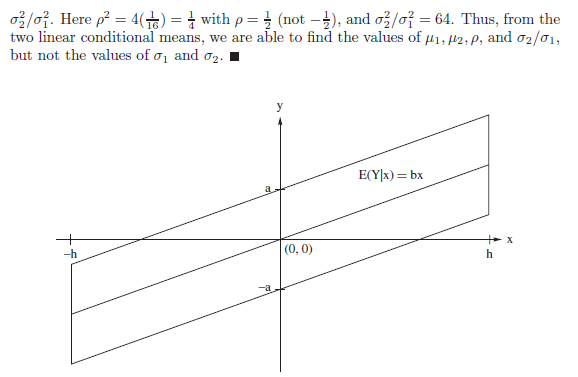 σ₂²/σ₁². Here ρ² = 4(1/16) = 1/4 with ρ = 1/2 (not −1/2), and σ₂²/σ₁² = 64. Thus, from the
two linear conditional means, we are able to find the values of μ₁, μ₂, ρ, and σ₂/σ₁,
but not the values of σ₁ and σ₂. ■
y
E(Y|x) = bx
a
x
(0, 0)
−h
h
−a